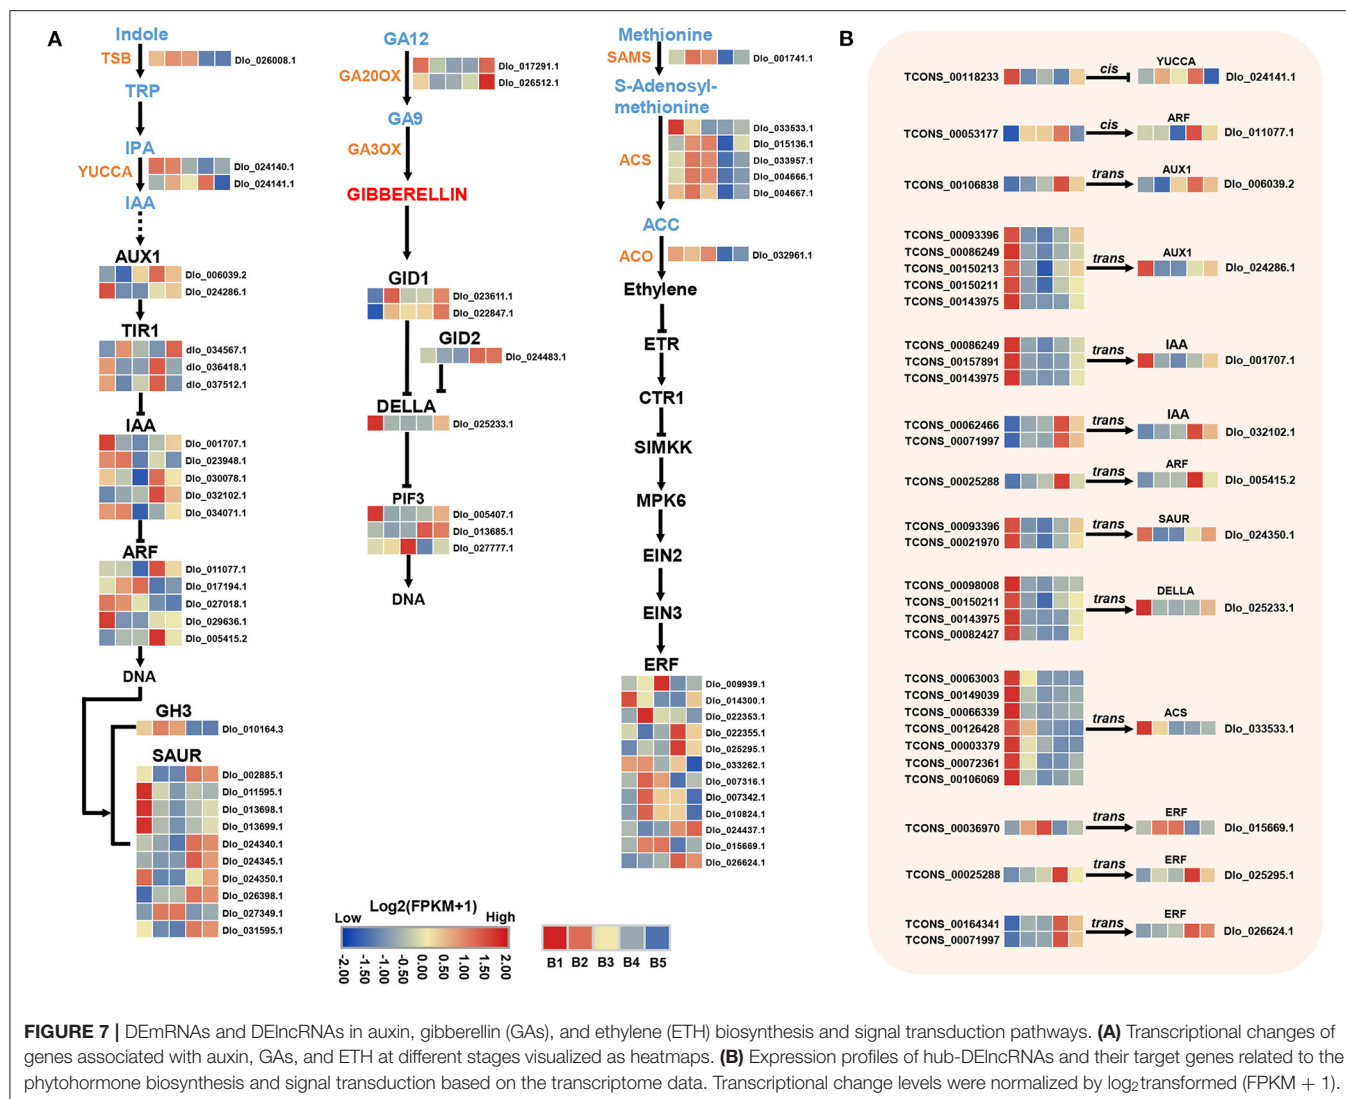 A
Indole
TSB
Dlo_026008.1
TRP
IPA
YUCCA
Dlo_024140.1
Dlo_024141.1
IAA
AUX1
Dlo_006039.2
Dlo_024286.1
TIR1
dlo_034567.1
dlo_036418.1
dlo_037512.1
IAA
Dlo_001707.1
Dlo_023948.1
Dlo_030078.1
Dlo_032102.1
Dlo_034071.1
ARF
Dlo_011077.1
Dlo_017194.1
Dlo_027018.1
Dlo_029636.1
Dlo_005415.2
DNA
GH3
Dlo_010164.3
SAUR
Dlo_002885.1
Dlo_011595.1
Dlo_013698.1
Dlo_013699.1
Dlo_024340.1
Dlo_024345.1
Dlo_024350.1
Dlo_026398.1
Dlo_027349.1
Dlo_031595.1
GA12
GA20OX
Dlo_017291.1
Dlo_026512.1
GA9
GA3OX
GIBBERELLIN
GID1
Dlo_023611.1
Dlo_022847.1
GID2
Dlo_024483.1
DELLA
Dlo_025233.1
PIF3
Dlo_005407.1
Dlo_013685.1
Dlo_027777.1
DNA
Methionine
SAMS
Dlo_001741.1
S-Adenosyl-
methionine
ACS
Dlo_033533.1
Dlo_015136.1
Dlo_033957.1
Dlo_004666.1
Dlo_004667.1
ACC
ACO
Dlo_032961.1
Ethylene
ETR
CTR1
SIMKK
MPK6
EIN2
EIN3
ERF
Dlo_009939.1
Dlo_014300.1
Dlo_022353.1
Dlo_022355.1
Dlo_025295.1
Dlo_033262.1
Dlo_007316.1
Dlo_007342.1
Dlo_010824.1
Dlo_024437.1
Dlo_015669.1
Dlo_026624.1
Log2(FPKM+1)
Low High
-2.00 -1.50 -1.00 -0.50 0.00 0.50 1.00 1.50 2.00
B1 B2 B3 B4 B5
B
TCONS_00118233 cis YUCCA Dlo_024141.1
TCONS_00053177 cis ARF Dlo_011077.1
TCONS_00106838 trans AUX1 Dlo_006039.2
TCONS_00093396
TCONS_00086249
TCONS_00150213
TCONS_00150211
TCONS_00143975
trans AUX1 Dlo_024286.1
TCONS_00086249
TCONS_00157891
TCONS_00143975
trans IAA Dlo_001707.1
TCONS_00062466
TCONS_00071997
trans IAA Dlo_032102.1
TCONS_00025288 trans ARF Dlo_005415.2
TCONS_00093396
TCONS_00021970
trans SAUR Dlo_024350.1
TCONS_00098008
TCONS_00150211
TCONS_00143975
TCONS_00082427
trans DELLA Dlo_025233.1
TCONS_00063003
TCONS_00149039
TCONS_00066339
TCONS_00126428
TCONS_00003379
TCONS_00072361
TCONS_00106069
trans ACS Dlo_033533.1
TCONS_00036970 trans ERF Dlo_015669.1
TCONS_00025288 trans ERF Dlo_025295.1
TCONS_00164341
TCONS_00071997
trans ERF Dlo_026624.1
FIGURE 7 | DEmRNAs and DElncRNAs in auxin, gibberellin (GAs), and ethylene (ETH) biosynthesis and signal transduction pathways. (A) Transcriptional changes of
genes associated with auxin, GAs, and ETH at different stages visualized as heatmaps. (B) Expression profiles of hub-DElncRNAs and their target genes related to the
phytohormone biosynthesis and signal transduction based on the transcriptome data. Transcriptional change levels were normalized by log2 transformed (FPKM + 1).